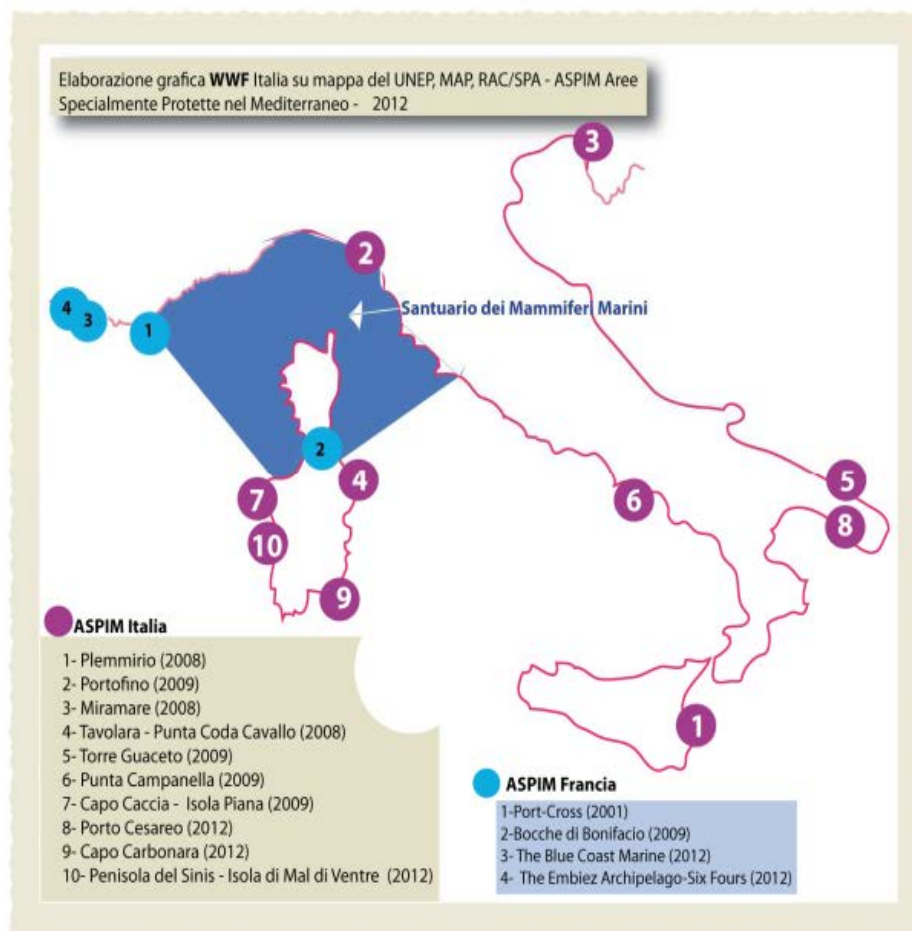 Elaborazione grafica WWF Italia su mappa del UNEP, MAP, RAC/SPA - ASPIM Aree
Specialmente Protette nel Mediterraneo - 2012
3
2
4
3
1
Santuario dei Mammiferi Marini
2
7
4
6
5
8
10
9
1
ASPIM Italia
1- Plemmirio (2008)
2- Portofino (2009)
3- Miramare (2008)
4- Tavolara - Punta Coda Cavallo (2008)
5- Torre Guaceto (2009)
6- Punta Campanella (2009)
7- Capo Caccia - Isola Piana (2009)
8- Porto Cesareo (2012)
9- Capo Carbonara (2012)
10- Penisola del Sinis - Isola di Mal di Ventre (2012)
ASPIM Francia
1-Port-Cross (2001)
2-Bocche di Bonifacio (2009)
3- The Blue Coast Marine (2012)
4- The Embiez Archipelago-Six Fours (2012)